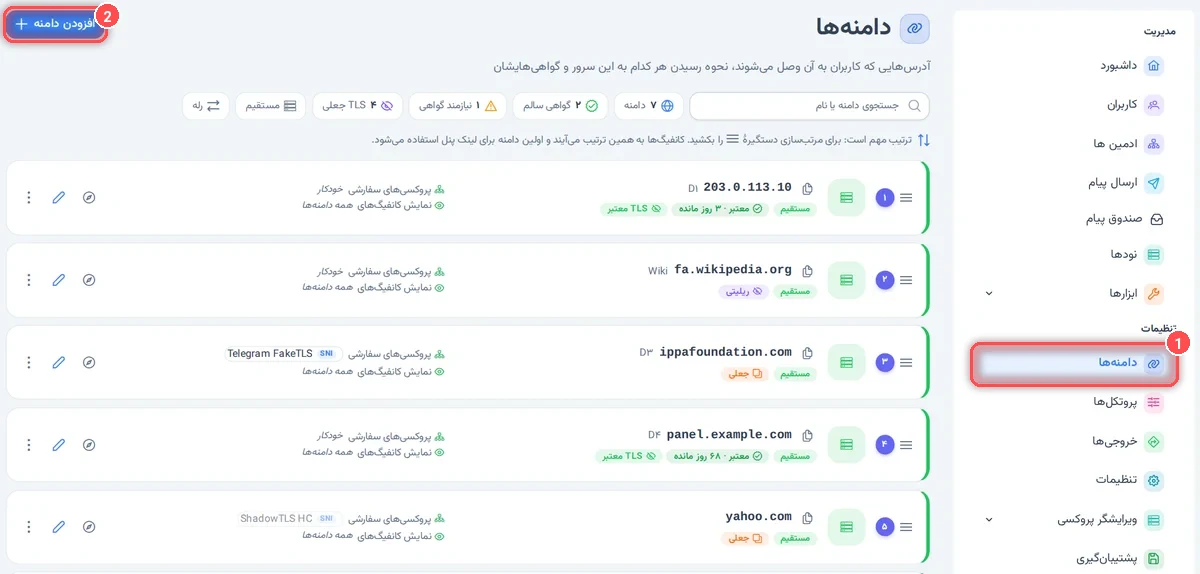 مدیریت
داشبورد
کاربران
ادمین ها
ارسال پیام
صندوق پیام
نودها
ابزارها
تنظیمات
1
دامنه‌ها
پروتکل‌ها
خروجی‌ها
تنظیمات
ویرایشگر پروکسی
پشتیبان‌گیری
دامنه‌ها
افزودن دامنه +
2
آدرس‌هایی که کاربران به آن وصل می‌شوند، نحوه رسیدن هر کدام به این سرور و گواهی‌هایشان
جستجوی دامنه یا نام
۷ دامنه
۲ گواهی سالم
۱ نیازمند گواهی
۴ TLS جعلی
مستقیم
رله
ترتیب مهم است: برای مرتب‌سازی دستگیرهٔ را بکشید. کانفیگ‌ها به همین ترتیب می‌آیند و اولین دامنه برای لینک پنل استفاده می‌شود.
۱
203.0.113.10 D۱
مستقیم
معتبر · ۳ روز مانده
TLS معتبر
پروکسی‌های سفارشی خودکار
نمایش کانفیگ‌های همه دامنه‌ها
۲
fa.wikipedia.org Wiki
مستقیم
ریلیتی
پروکسی‌های سفارشی خودکار
نمایش کانفیگ‌های همه دامنه‌ها
۳
ippafoundation.com D۳
مستقیم
جعلی
پروکسی‌های سفارشی Telegram FakeTLS SNI
نمایش کانفیگ‌های همه دامنه‌ها
۴
panel.example.com D۴
مستقیم
معتبر · ۶۸ روز مانده
TLS معتبر
پروکسی‌های سفارشی خودکار
نمایش کانفیگ‌های همه دامنه‌ها
۵
yahoo.com
مستقیم
جعلی
پروکسی‌های سفارشی ShadowTLS HC SNI
نمایش کانفیگ‌های همه دامنه‌ها